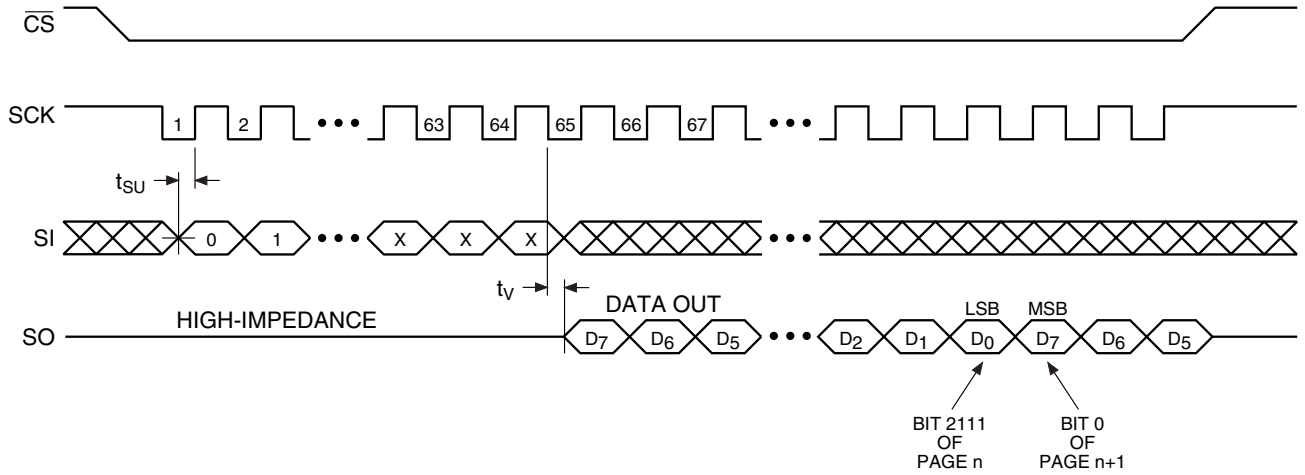 CS
SCK
1 2 ••• 63 64 65 66 67 •••
tSU
SI
0 1 ••• X X X •••
tV
DATA OUT
HIGH-IMPEDANCE
LSB MSB
SO
D7 D6 D5 ••• D2 D1 D0 D7 D6 D5
BIT 2111
OF
PAGE n
BIT 0
OF
PAGE n+1